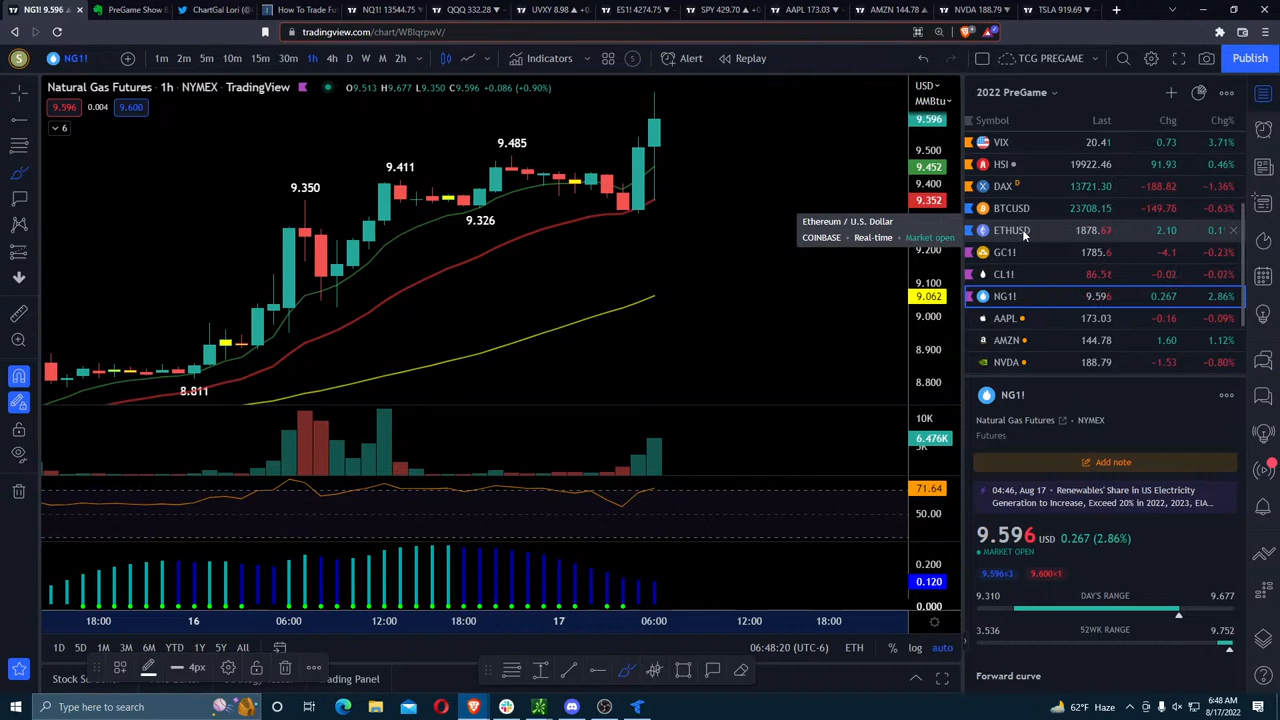 NG1! 9.596
PreGame Show
ChartGal Lori
How To Trade Fu
NQ1! 13544.75
QQQ 332.28
UVXY 8.98
ES1! 4274.75
SPY 429.70
AAPL 173.03
AMZN 144.78
NVDA 188.79
TSLA 919.69
tradingview.com/chart/WBlqrpwV/
S NG1! 1m 2m 5m 10m 15m 30m 1h 4h D W M 2h Indicators Alert Replay TCG PREGAME Publish
Natural Gas Futures · 1h · NYMEX · TradingView O9.513 H9.677 L9.350 C9.596 +0.086 (+0.90%)
9.596 0.004 9.600
6
USD
MMBtu
9.596
9.500
9.452
9.400
9.352
9.200
9.100
9.062
9.000
8.900
8.800
9.350
9.411
9.485
9.326
8.811
10K
6.476K
71.64
50.00
0.200
0.120
0.000
18:00 16 06:00 12:00 18:00 17 06:00 12:00 18:00
1D 5D 1M 3M 6M 1Y 5Y All
06:48:20 (UTC-6) ETH % log auto
4px
Trading Panel
2022 PreGame
Symbol Last Chg Chg%
VIX 20.41 0.73 3.71%
HSI 19922.46 91.93 0.46%
DAX D 13721.30 −188.82 −1.36%
BTCUSD 23708.15 −149.78 −0.63%
ETHUSD 1878.67 2.10
GC1! 1785.6 −4.1 −0.23%
CL1! 86.52 −0.02 −0.02%
NG1! 9.596 0.267 2.86%
AAPL 173.03 −0.16 −0.09%
AMZN 144.78 1.60 1.12%
NVDA 188.79 −1.53 −0.80%
Ethereum / U.S. Dollar
COINBASE • Real-time • Market open
NG1!
Natural Gas Futures NYMEX
Futures
Add note
04:46, Aug 17 • Renewables' Share in US Electricity
Generation to Increase, Exceed 20% in 2022, 2023, EIA...
9.596 USD 0.267 (2.86%)
MARKET OPEN
9.596×3 9.600×1
9.310 DAY'S RANGE 9.677
3.536 52WK RANGE 9.752
Forward curve
Type here to search
62°F Haze
6:48 AM
8/17/2022